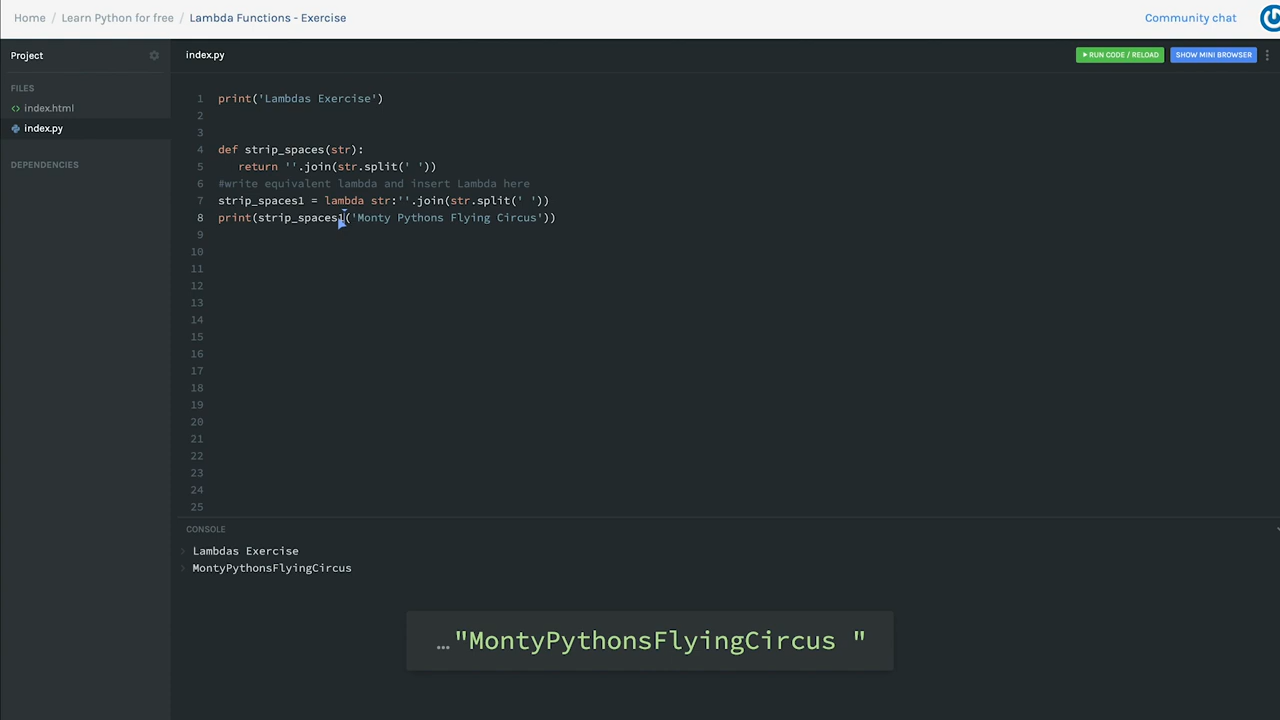 Home / Learn Python for free / Lambda Functions - Exercise
Community chat
Project
index.py
RUN CODE / RELOAD
SHOW MINI BROWSER
FILES
index.html
index.py
DEPENDENCIES
1 print('Lambdas Exercise')
2
3
4 def strip_spaces(str):
5 return ''.join(str.split(' '))
6 #write equivalent lambda and insert Lambda here
7 strip_spaces1 = lambda str:''.join(str.split(' '))
8 print(strip_spaces1('Monty Pythons Flying Circus'))
9
10
11
12
13
14
15
16
17
18
19
20
21
22
23
24
25
CONSOLE
Lambdas Exercise
MontyPythonsFlyingCircus
…"MontyPythonsFlyingCircus "